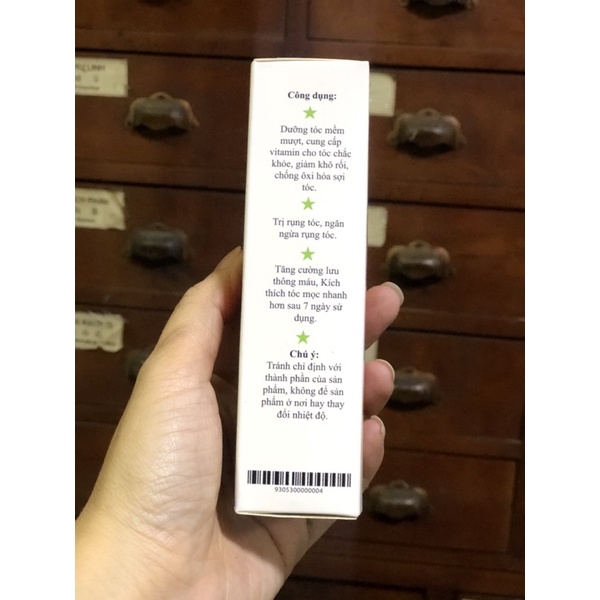 Công dụng:
Dưỡng tóc mềm
mượt, cung cấp
vitamin cho tóc chắc
khỏe, giảm khô rối,
chống ôxi hóa sợi
tóc.
Trị rụng tóc, ngăn
ngừa rụng tóc.
Tăng cường lưu
thông máu, Kích
thích tóc mọc nhanh
hơn sau 7 ngày sử
dụng.
Chú ý:
Tránh chỉ định với
thành phần của sản
phẩm, không để sản
phẩm ở nơi hay thay
đổi nhiệt độ.
9305300000004